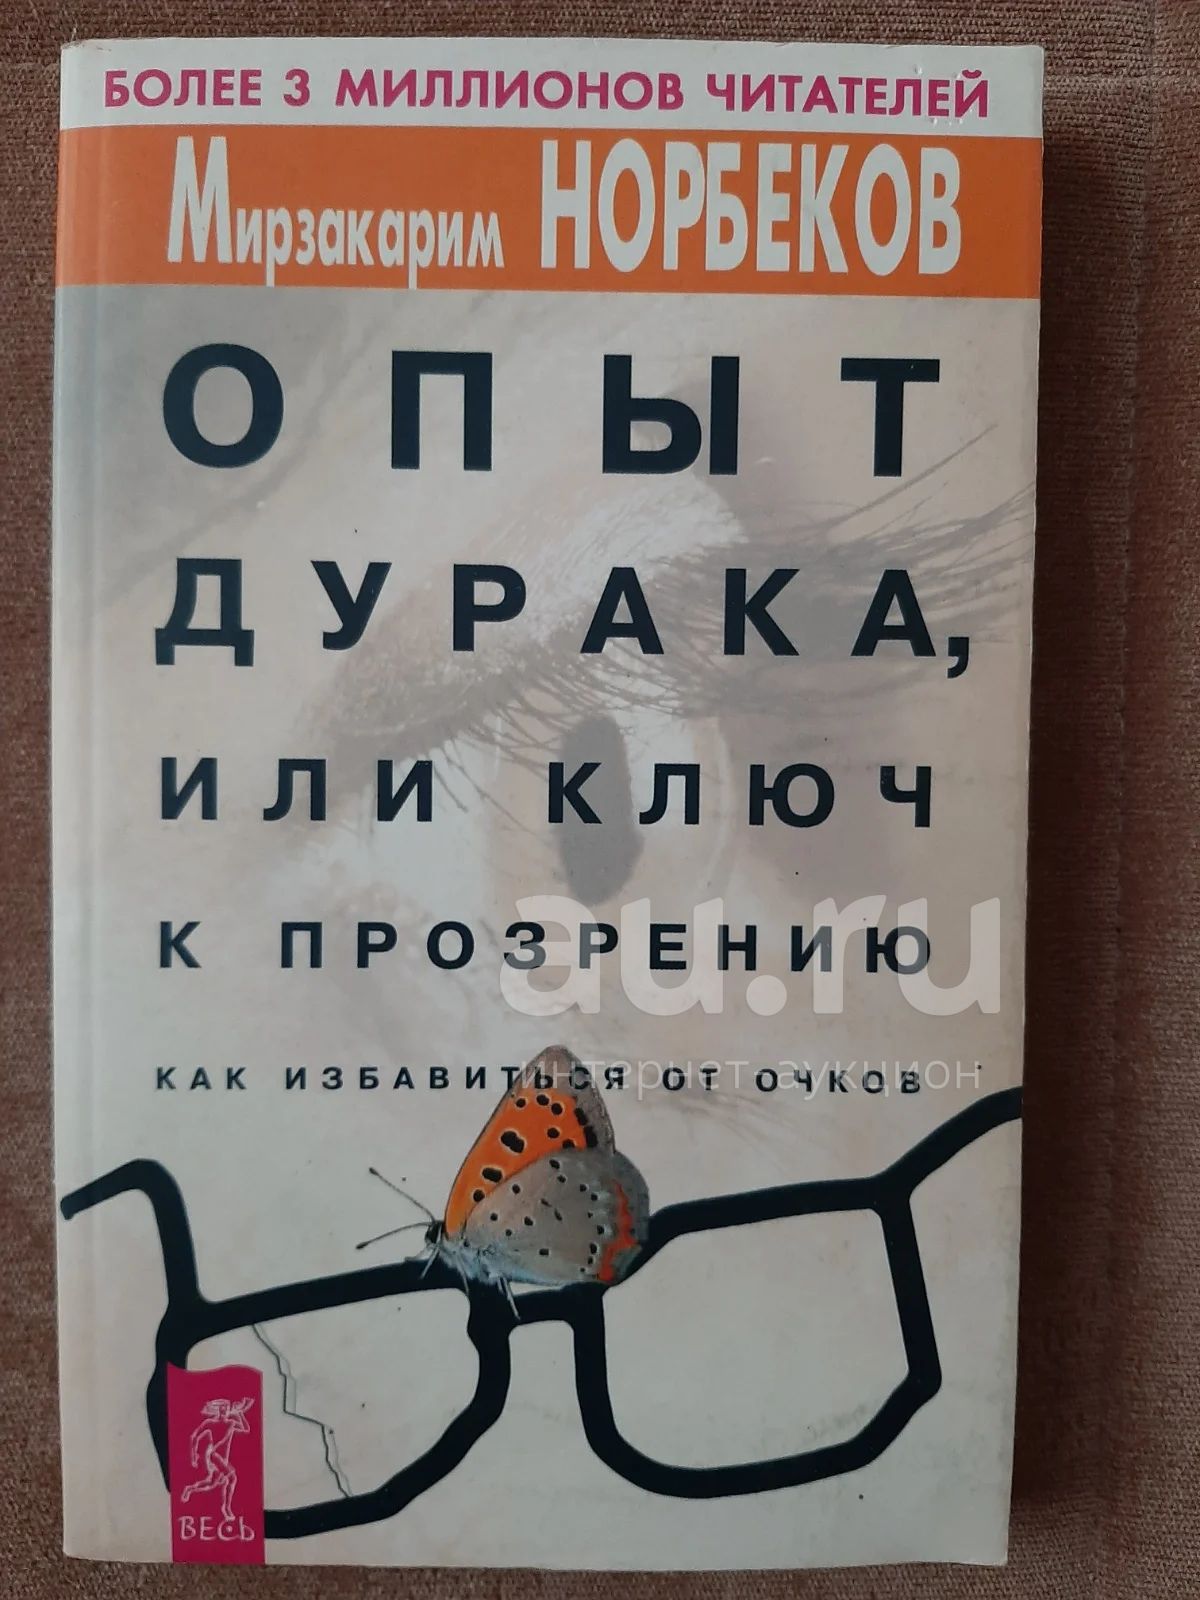 БОЛЕЕ 3 МИЛЛИОНОВ ЧИТАТЕЛЕЙ
Мирзакарим НОРБЕКОВ
ОПЫТ
ДУРАКА,
ИЛИ КЛЮЧ
К ПРОЗРЕНИЮ
au.ru
интернет-аукцион
КАК ИЗБАВИТЬСЯ ОТ ОЧКОВ
ВЕСЬ